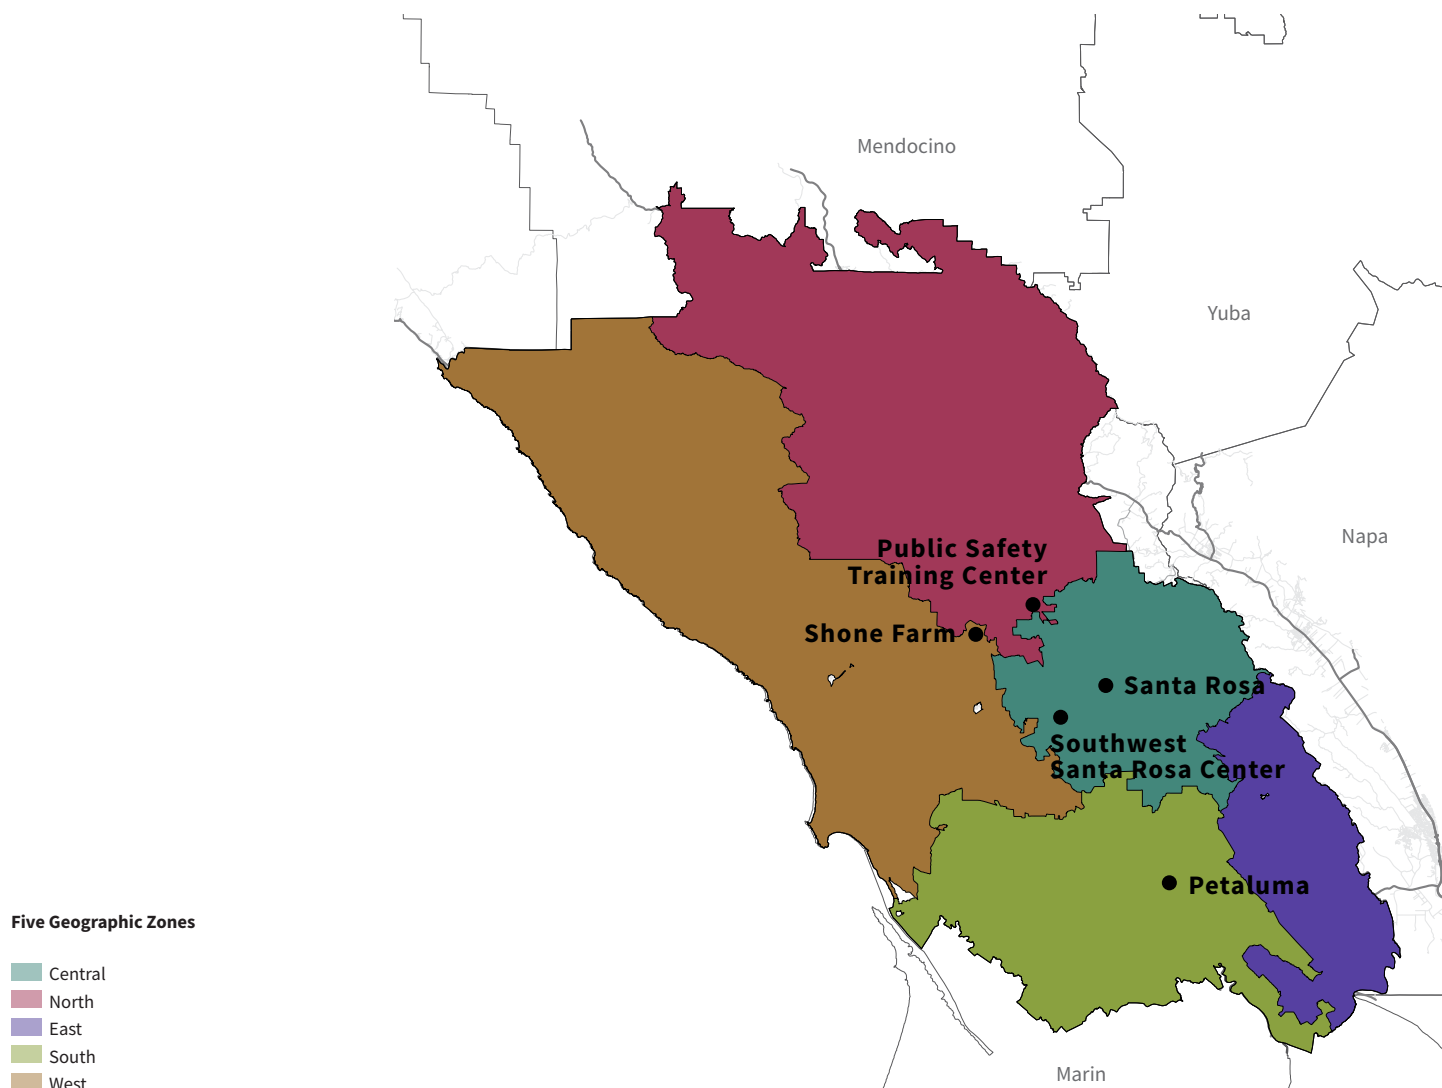 Mendocino
Yuba
Napa
Public Safety
Training Center
Shone Farm
Santa Rosa
Southwest
Santa Rosa Center
Petaluma
Five Geographic Zones
Central
North
East
South
West
Marin